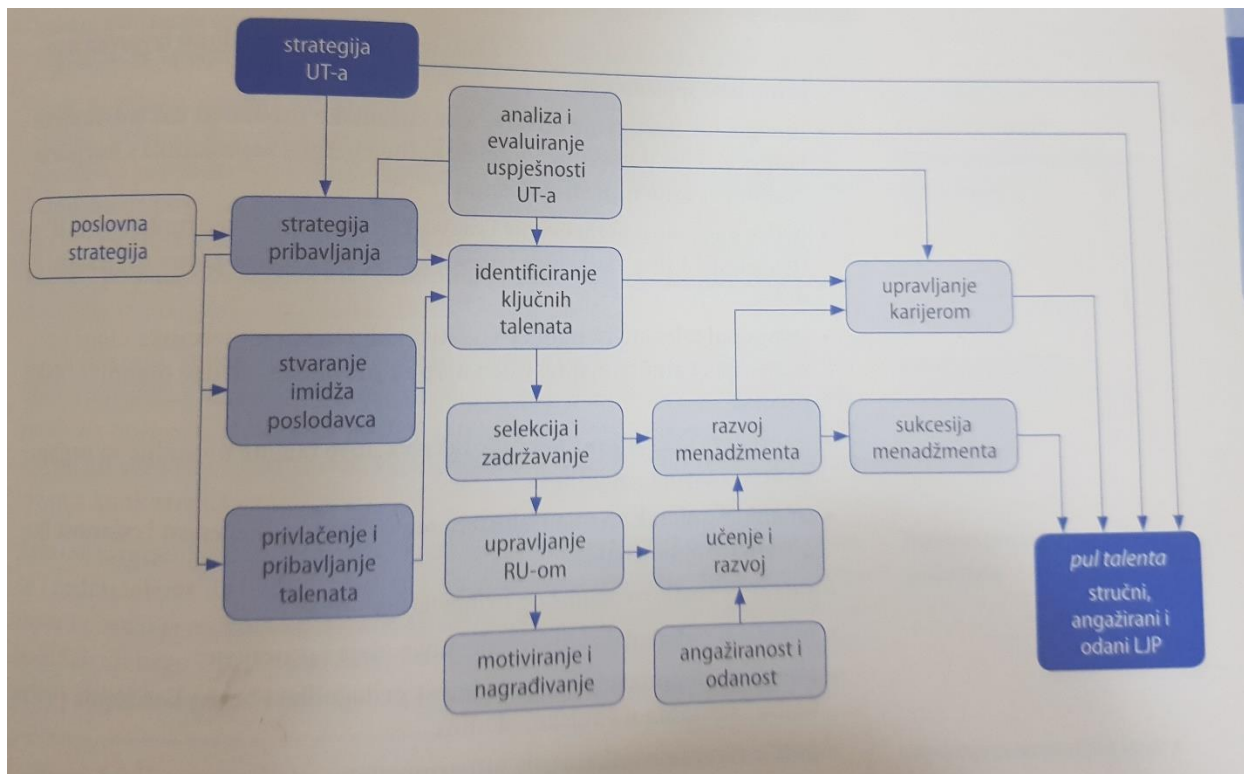 strategija
UT-a
analiza i
evaluiranje
uspješnosti
UT-a
poslovna
strategija
strategija
pribavljanja
identificiranje
ključnih
talenata
upravljanje
karijerom
stvaranje
imidža
poslodavca
selekcija i
zadržavanje
razvoj
menadžmenta
sukcesija
menadžmenta
privlačenje i
pribavljanje
talenata
upravljanje
RU-om
učenje i
razvoj
pul talenta
stručni,
angažirani i
odani LJP
motiviranje i
nagrađivanje
angažiranost i
odanost